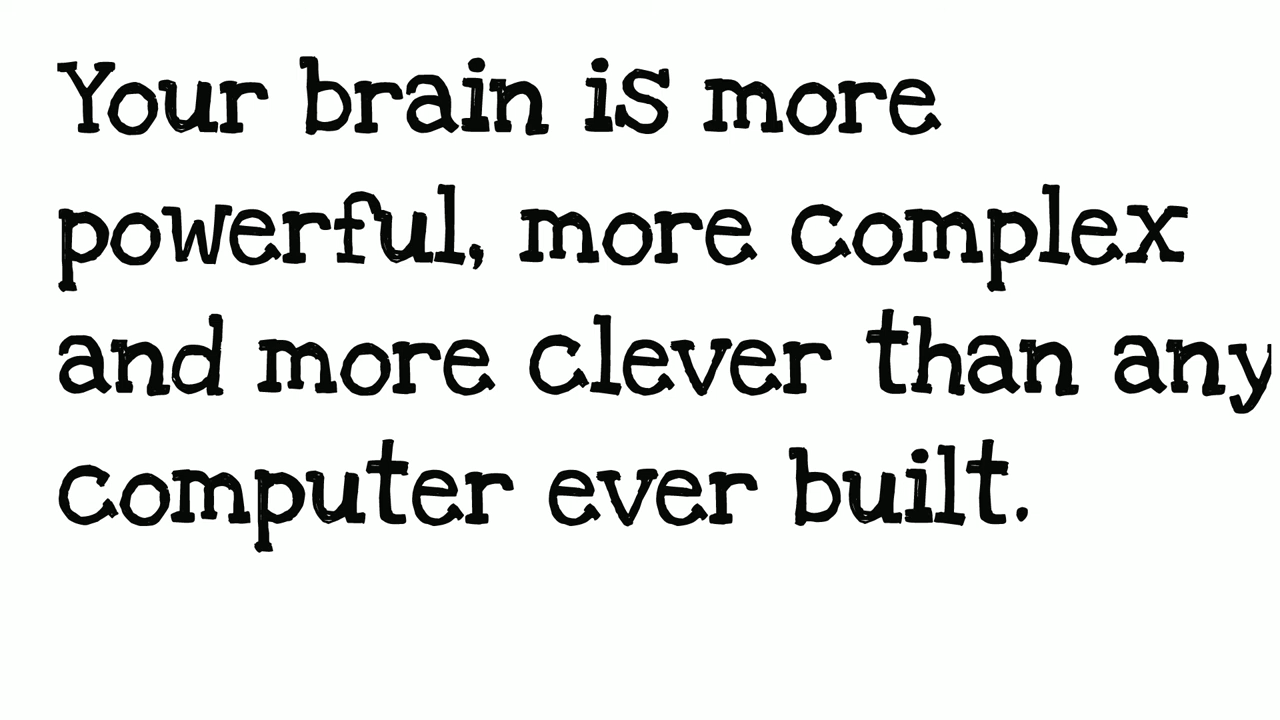 Your brain is more
powerful, more complex
and more clever than any
computer ever built.